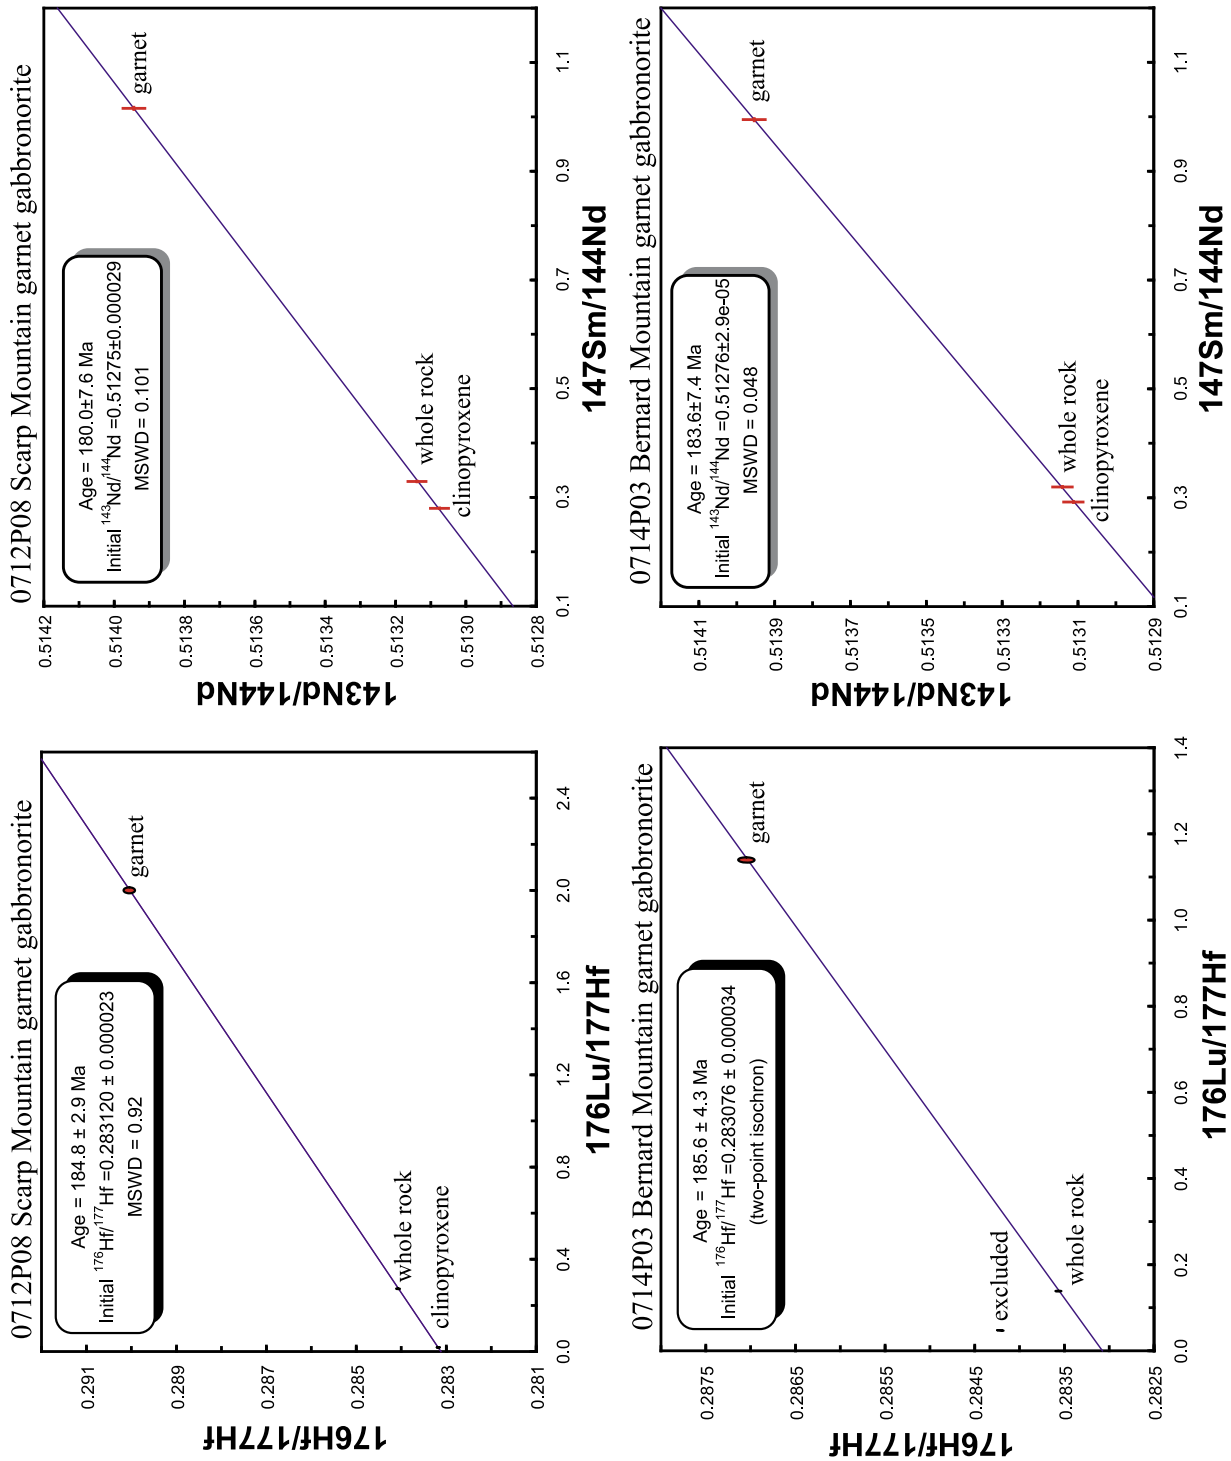 0712P08 Scarp Mountain garnet gabbronorite
Age = 184.8 ± 2.9 Ma
Initial 176Hf/177Hf =0.283120 ± 0.000023
MSWD = 0.92
garnet
whole rock
clinopyroxene
0.291
0.289
0.287
0.285
0.283
0.281
0.0
0.4
0.8
1.2
1.6
2.0
2.4
176Hf/177Hf
176Lu/177Hf
0712P08 Scarp Mountain garnet gabbronorite
Age = 180.0±7.6 Ma
Initial 143Nd/144Nd =0.51275±0.000029
MSWD = 0.101
garnet
whole rock
clinopyroxene
0.5142
0.5140
0.5138
0.5136
0.5134
0.5132
0.5130
0.5128
0.1
0.3
0.5
0.7
0.9
1.1
143Nd/144Nd
147Sm/144Nd
0714P03 Bernard Mountain garnet gabbronorite
Age = 185.6 ± 4.3 Ma
Initial 176Hf/177Hf =0.283076 ± 0.000034
(two-point isochron)
garnet
excluded
whole rock
0.2875
0.2865
0.2855
0.2845
0.2835
0.2825
0.0
0.2
0.4
0.6
0.8
1.0
1.2
1.4
176Hf/177Hf
176Lu/177Hf
0714P03 Bernard Mountain garnet gabbronorite
Age = 183.6±7.4 Ma
Initial 143Nd/144Nd =0.51276±2.9e-05
MSWD = 0.048
garnet
whole rock
clinopyroxene
0.5141
0.5139
0.5137
0.5135
0.5133
0.5131
0.5129
0.1
0.3
0.5
0.7
0.9
1.1
143Nd/144Nd
147Sm/144Nd